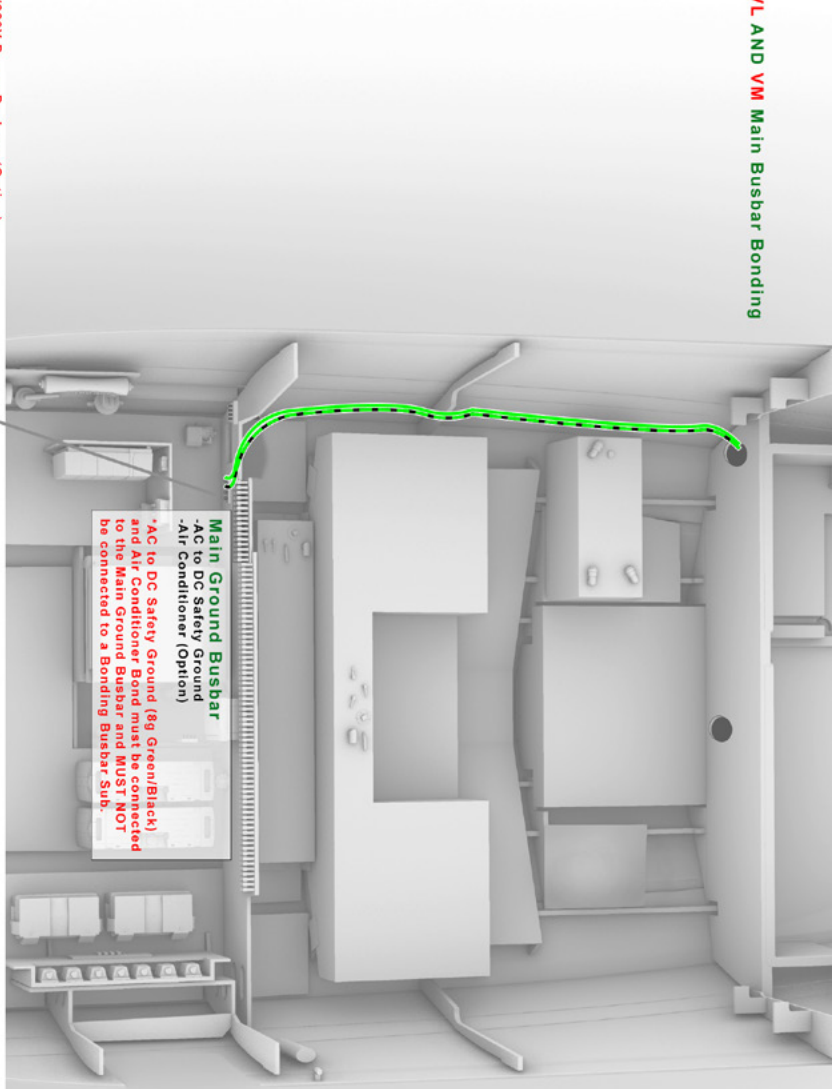 /L AND VM Main Busbar Bonding
Main Ground Busbar
-AC to DC Safety Ground
-Air Conditioner (Option)
*AC to DC Safety Ground (8g Green/Black)
and Air Conditioner Bond must be connected
to the Main Ground Busbar and MUST NOT
be connected to a Bonding Busbar Sub.